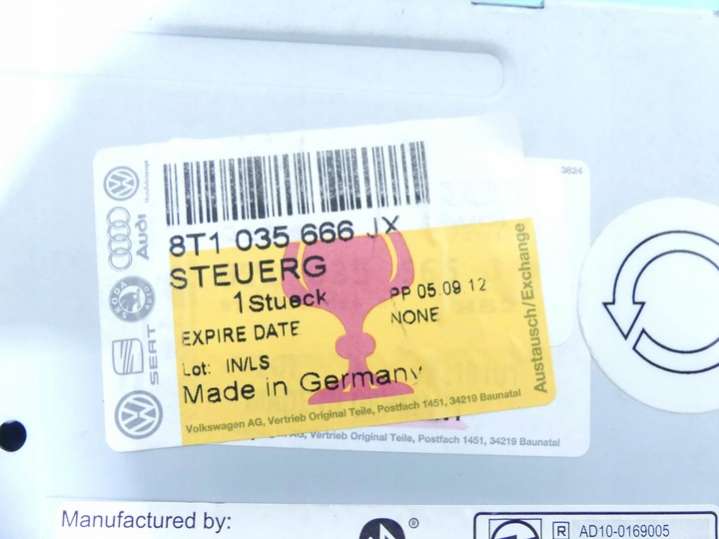 3624
8T1 035 666 JX
STEUERG
1Stueck
PP 05.09 12
EXPIRE DATE
NONE
Lot: IN/LS
Made in Germany
Volkswagen AG, Vertrieb Original Teile, Postfach 1451, 34219 Baunatal
AG, Vertrieb Original Teile, Postfach 1451, 34219 Baunatal
Austausch/Exchange
Audi
SKODA
SEAT
Manufactured by:
®
R AD10-0169005